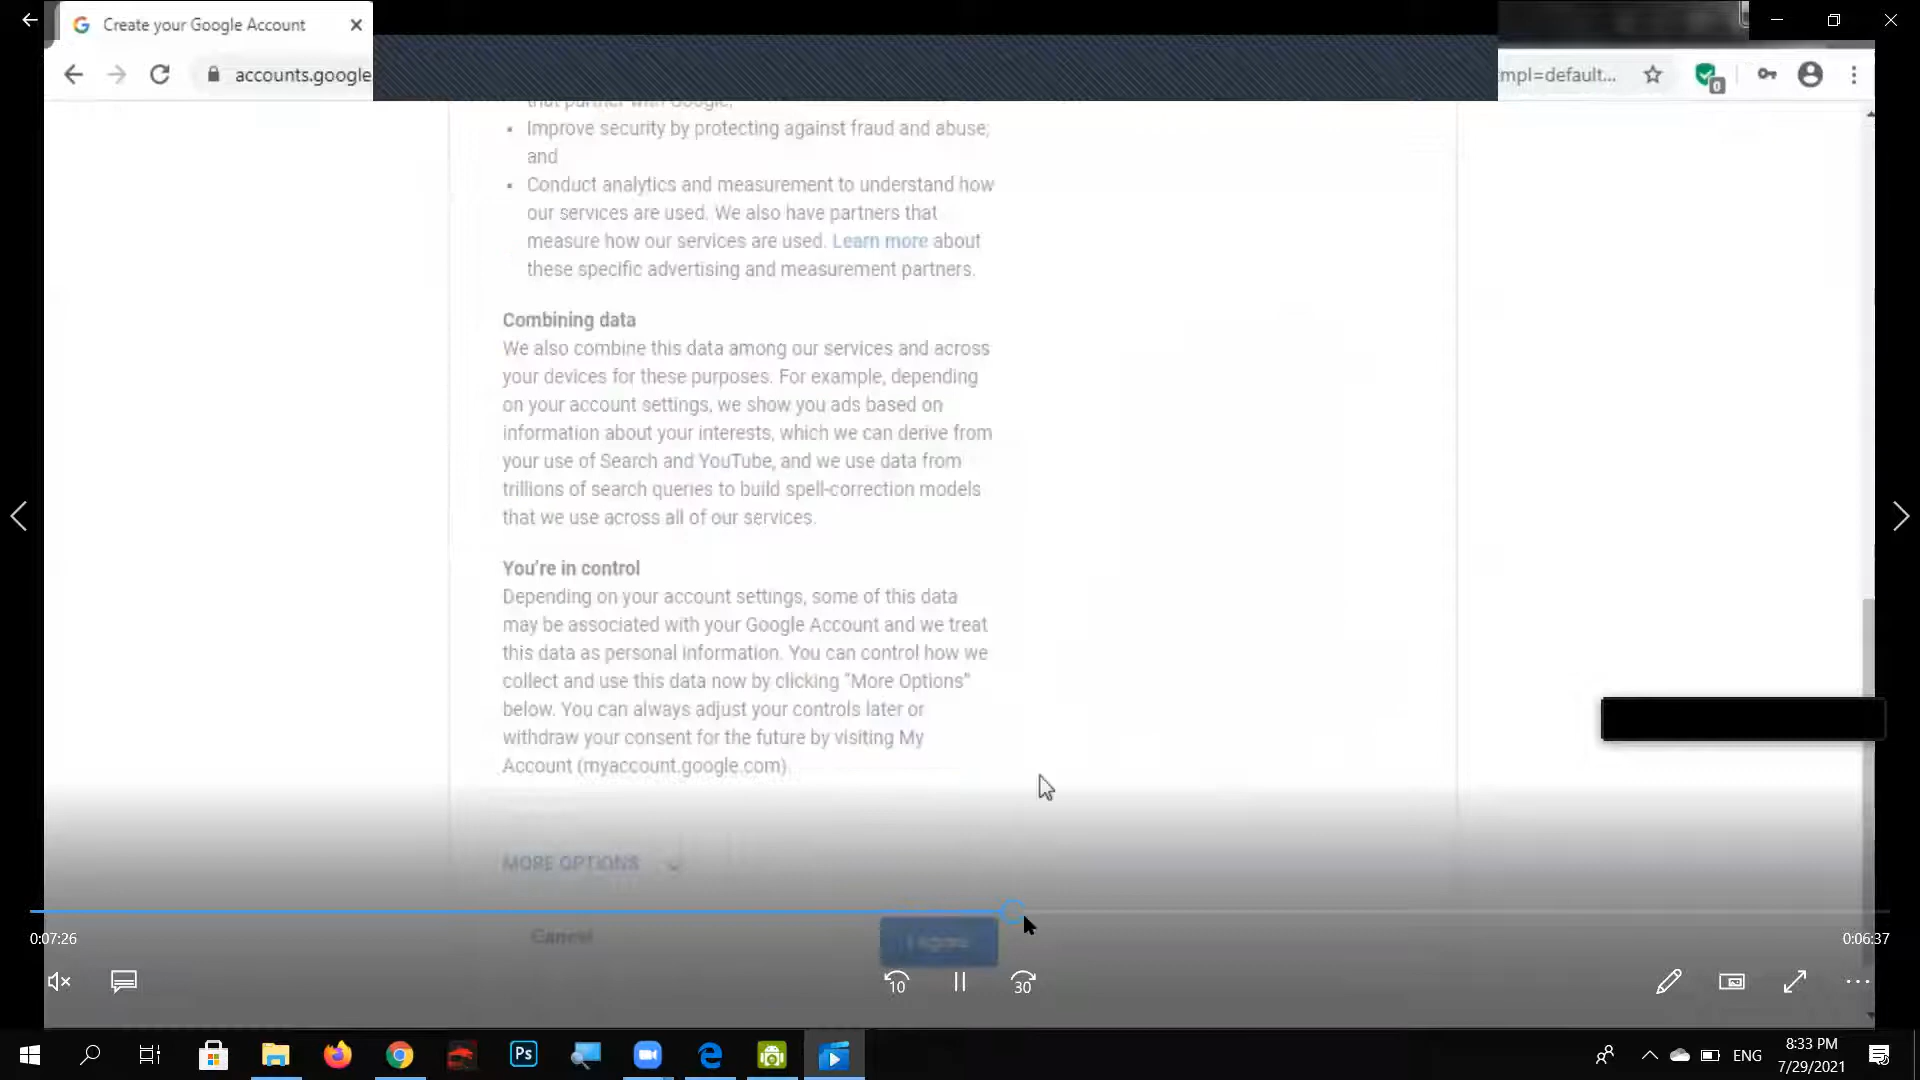 Create your Google Account
accounts.google
mpl=default...
0
that partner with Google;
Improve security by protecting against fraud and abuse;
and
Conduct analytics and measurement to understand how
our services are used. We also have partners that
measure how our services are used. Learn more about
these specific advertising and measurement partners.
Combining data
We also combine this data among our services and across
your devices for these purposes. For example, depending
on your account settings, we show you ads based on
information about your interests, which we can derive from
your use of Search and YouTube, and we use data from
trillions of search queries to build spell-correction models
that we use across all of our services.
You're in control
Depending on your account settings, some of this data
may be associated with your Google Account and we treat
this data as personal information. You can control how we
collect and use this data now by clicking "More Options"
below. You can always adjust your controls later or
withdraw your consent for the future by visiting My
Account (myaccount.google.com)
MORE OPTIONS
0:07:26
0:06:37
Cancel
I agree
10
30
Ps
ENG
8:33 PM
7/29/2021